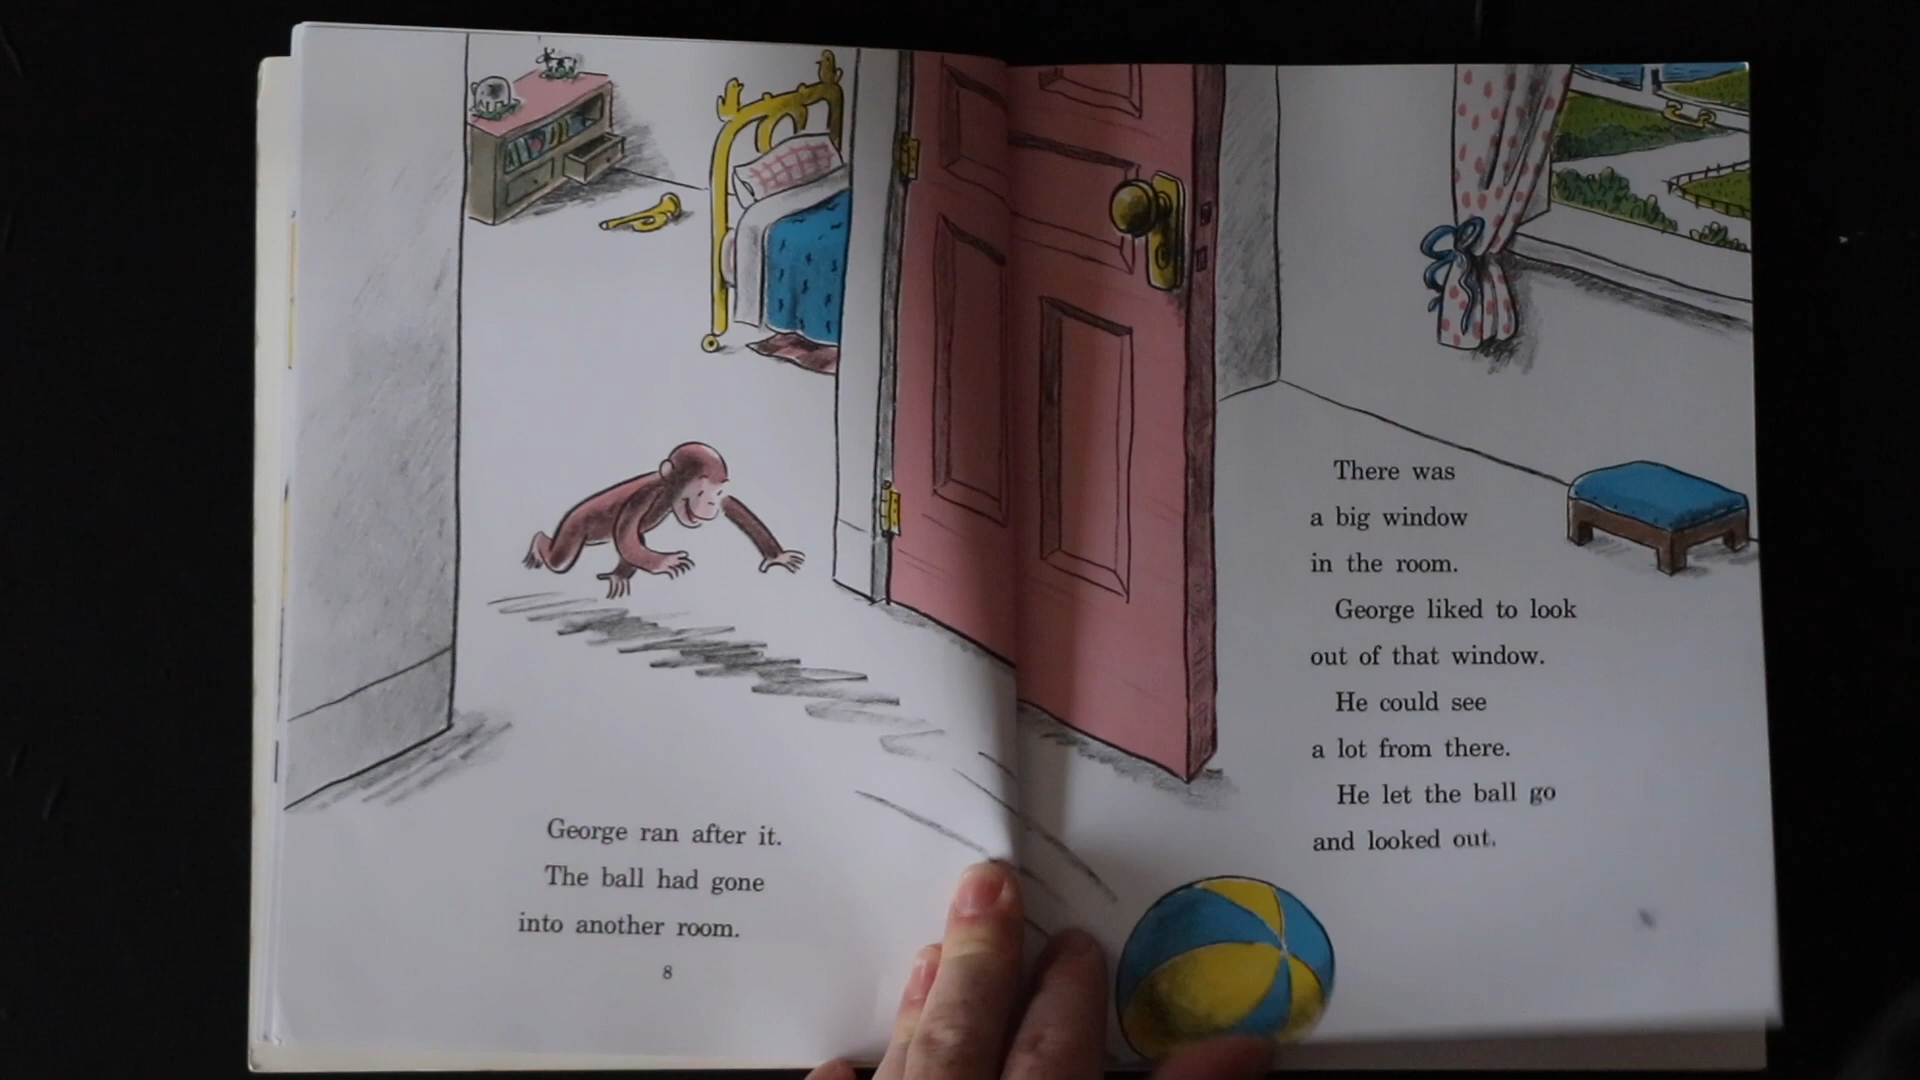 George ran after it.
The ball had gone
into another room.
8
There was
a big window
in the room.
George liked to look
out of that window.
He could see
a lot from there.
He let the ball go
and looked out.